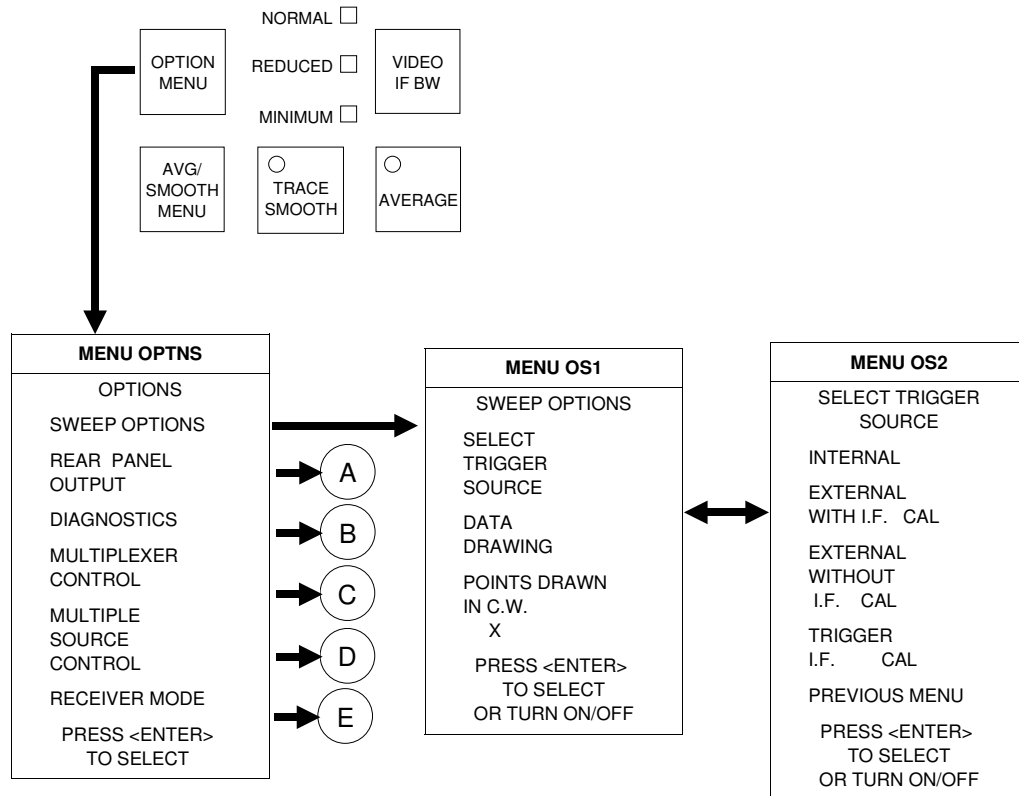 NORMAL
OPTION
MENU
REDUCED
VIDEO
IF BW
MINIMUM
AVG/
SMOOTH
MENU
TRACE
SMOOTH
AVERAGE
MENU OPTNS
OPTIONS
SWEEP OPTIONS
REAR PANEL
OUTPUT
DIAGNOSTICS
MULTIPLEXER
CONTROL
MULTIPLE
SOURCE
CONTROL
RECEIVER MODE
PRESS <ENTER>
TO SELECT
A
B
C
D
E
MENU OS1
SWEEP OPTIONS
SELECT
TRIGGER
SOURCE
DATA
DRAWING
POINTS DRAWN
IN C.W.
X
PRESS <ENTER>
TO SELECT
OR TURN ON/OFF
MENU OS2
SELECT TRIGGER
SOURCE
INTERNAL
EXTERNAL
WITH I.F. CAL
EXTERNAL
WITHOUT
I.F. CAL
TRIGGER
I.F. CAL
PREVIOUS MENU
PRESS <ENTER>
TO SELECT
OR TURN ON/OFF